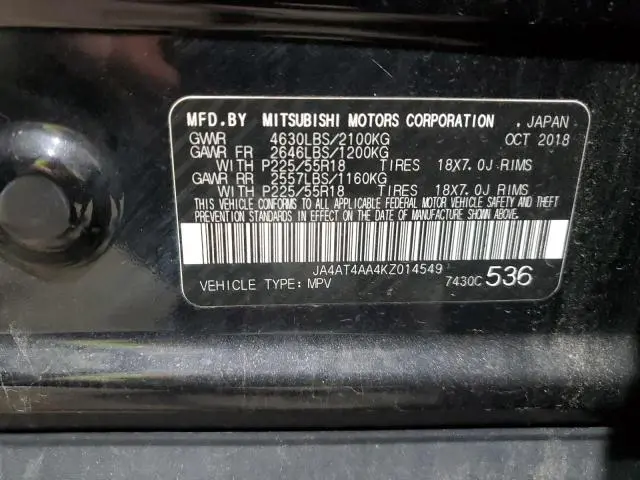 MFD.BY MITSUBISHI MOTORS CORPORATION . JAPAN
GVWR 4630LBS/2100KG OCT 2018
GAWR FR 2646LBS/1200KG
WITH P225/55R18 TIRES 18X7.0J RIMS
GAWR RR 2557LBS/1160KG
WITH P225/55R18 TIRES 18X7.0J RIMS
THIS VEHICLE CONFORMS TO ALL APPLICABLE FEDERAL MOTOR VEHICLE SAFETY AND THEFT
PREVENTION STANDARDS IN EFFECT ON THE DATE OF MANUFACTURE SHOWN ABOVE.
JA4AT4AA4KZ014549
VEHICLE TYPE: MPV 7430C 536